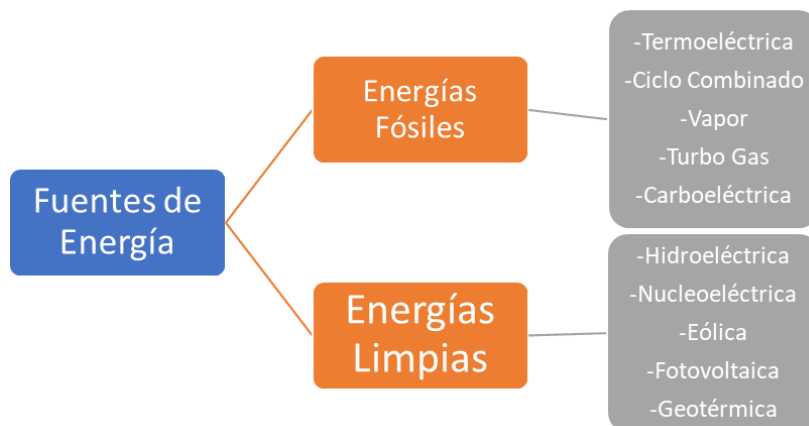 Fuentes de
Energía
Energías
Fósiles
-Termoeléctrica
-Ciclo Combinado
-Vapor
-Turbo Gas
-Carboeléctrica
Energías
Limpias
-Hidroeléctrica
-Nucleoeléctrica
-Eólica
-Fotovoltaica
-Geotérmica